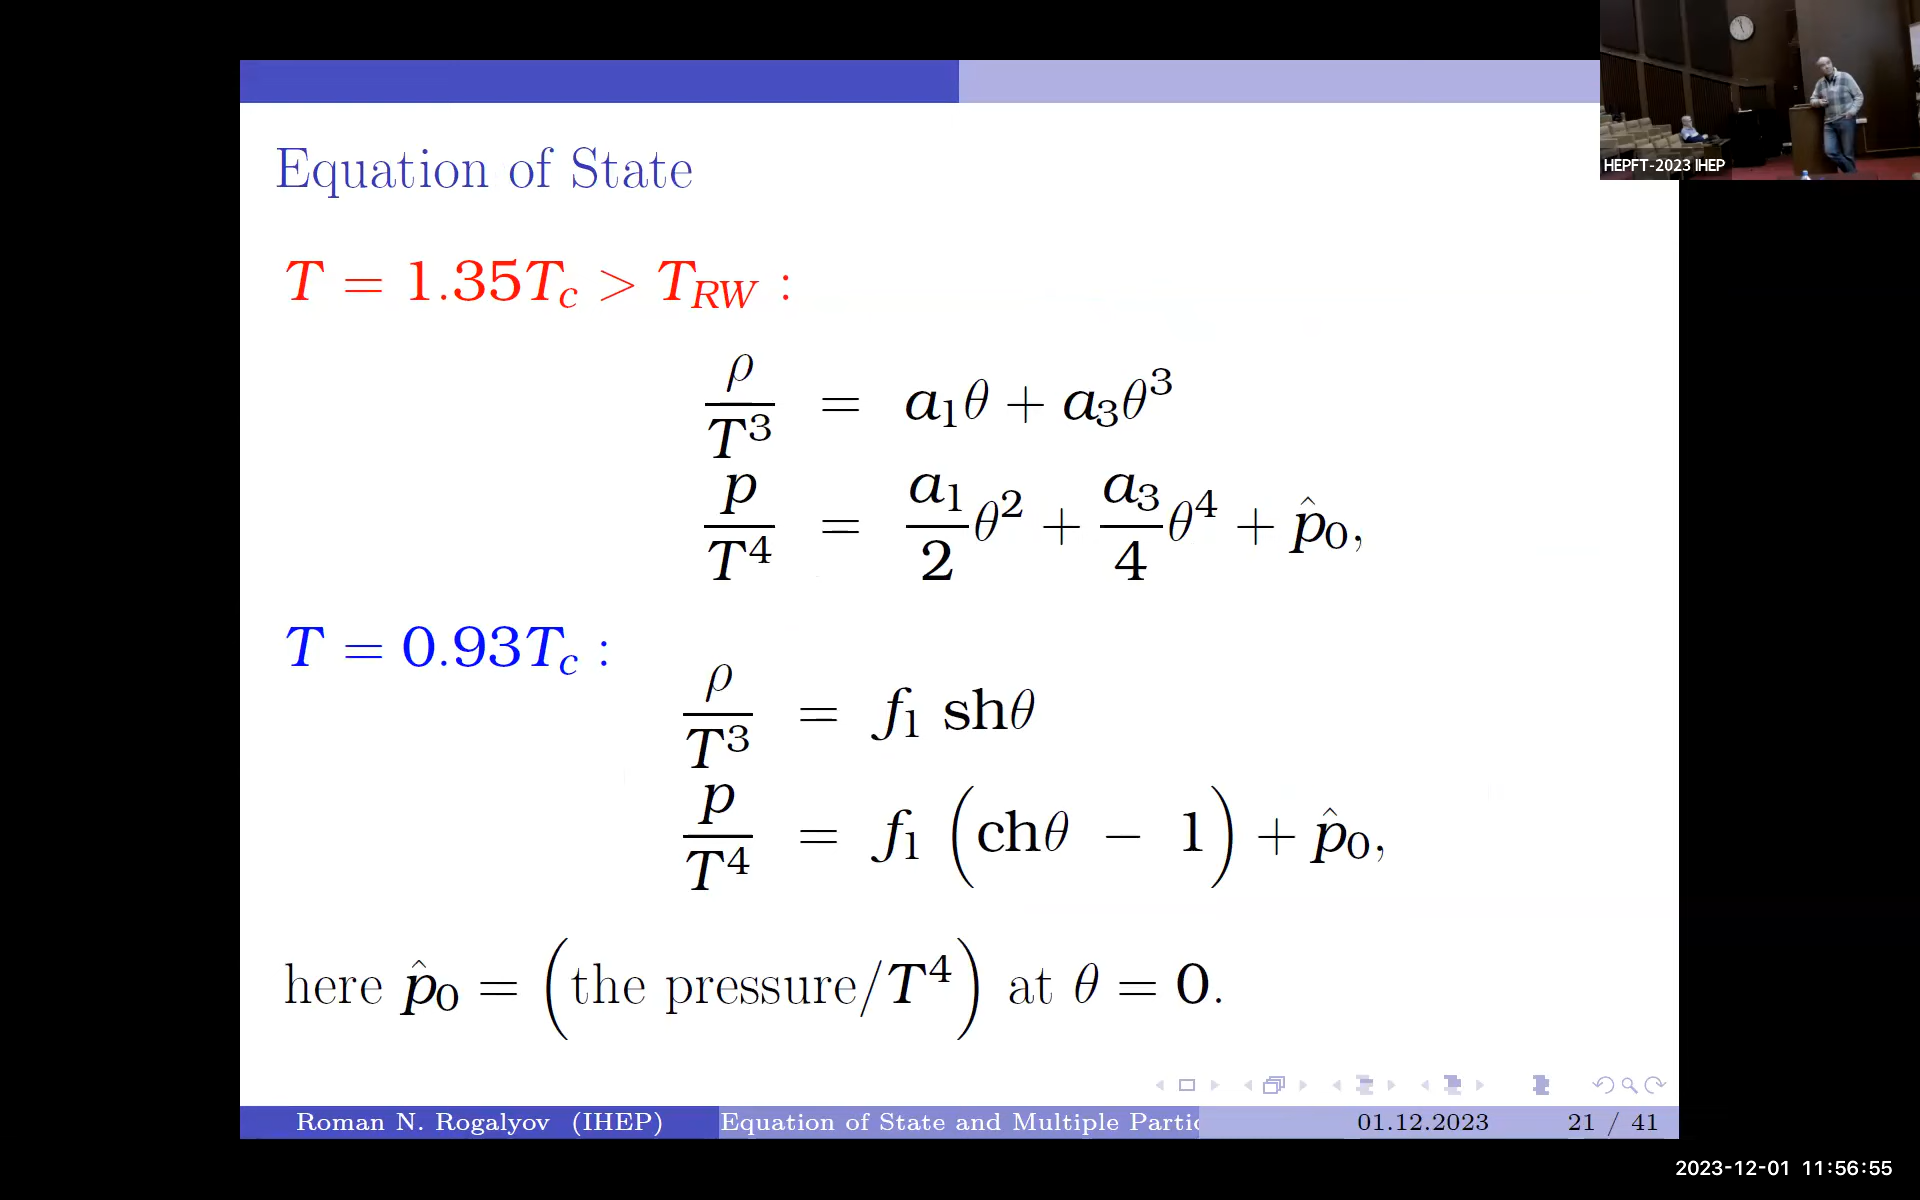 HEPFT-2023 IHEP
Equation of State
T = 1.35T_c > T_{RW} :
ρ/T³ = a₁θ + a₃θ³
p/T⁴ = a₁/2 θ² + a₃/4 θ⁴ + p̂₀,
T = 0.93T_c :
ρ/T³ = f₁ shθ
p/T⁴ = f₁ (chθ − 1) + p̂₀,
here p̂₀ = (the pressure/T⁴) at θ = 0.
Roman N. Rogalyov (IHEP) Equation of State and Multiple Partic 01.12.2023 21 / 41
2023-12-01 11:56:55